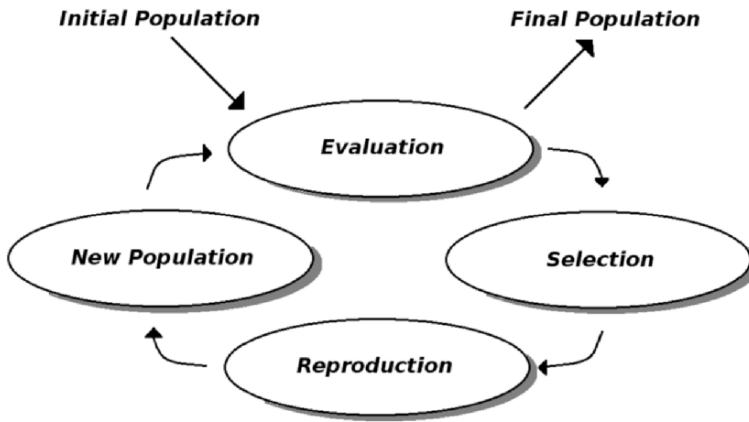 Initial Population
Final Population
Evaluation
New Population
Selection
Reproduction